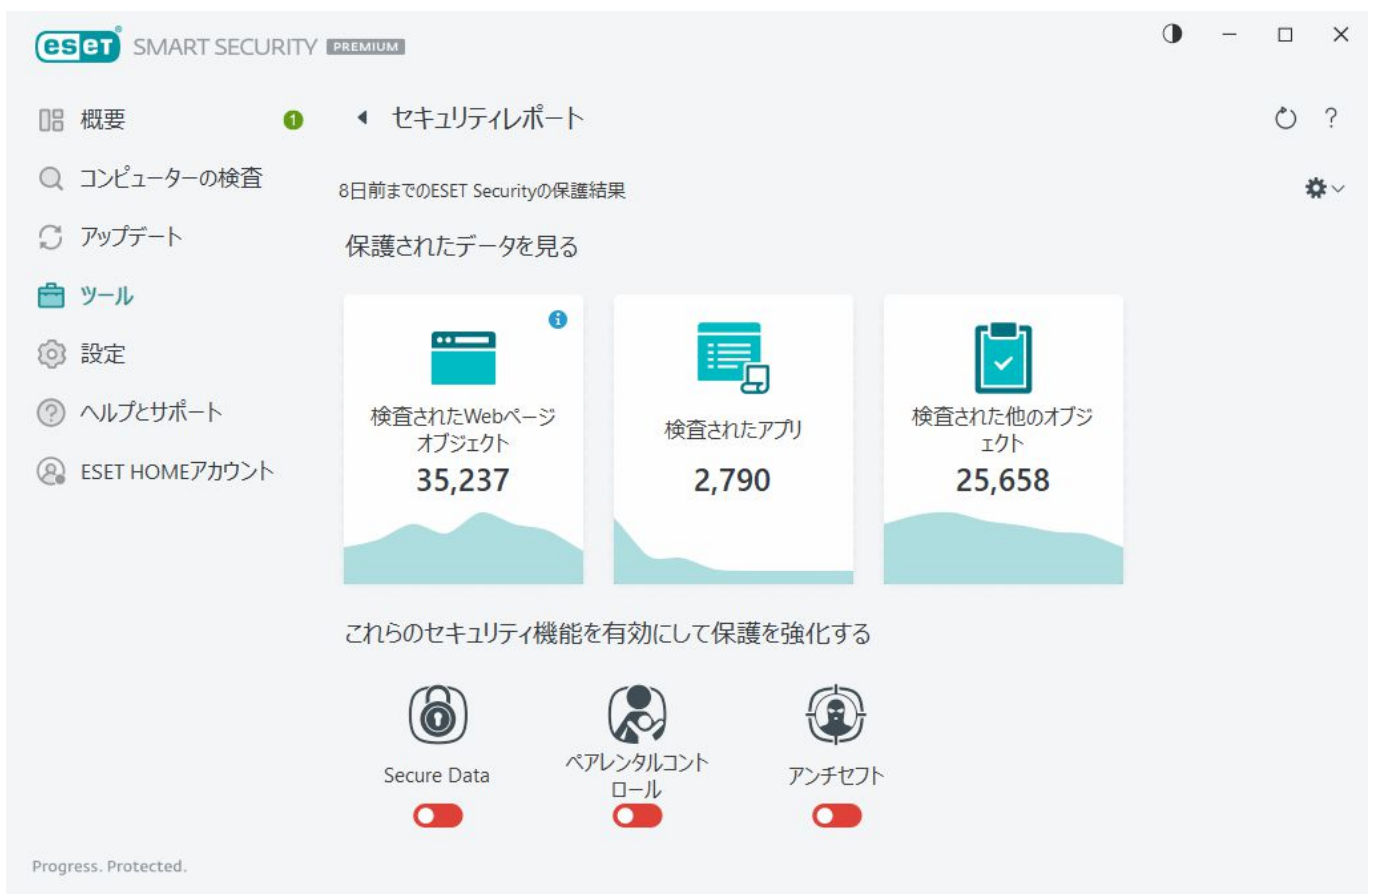 eset SMART SECURITY PREMIUM
概要
1
コンピューターの検査
アップデート
ツール
設定
ヘルプとサポート
ESET HOMEアカウント
セキュリティレポート
?
8日前までのESET Securityの保護結果
保護されたデータを見る
検査されたWebページ
オブジェクト
35,237
検査されたアプリ
2,790
検査された他のオブジ
ェクト
25,658
これらのセキュリティ機能を有効にして保護を強化する
Secure Data
ペアレンタルコント
ロール
アンチセフト
Progress. Protected.